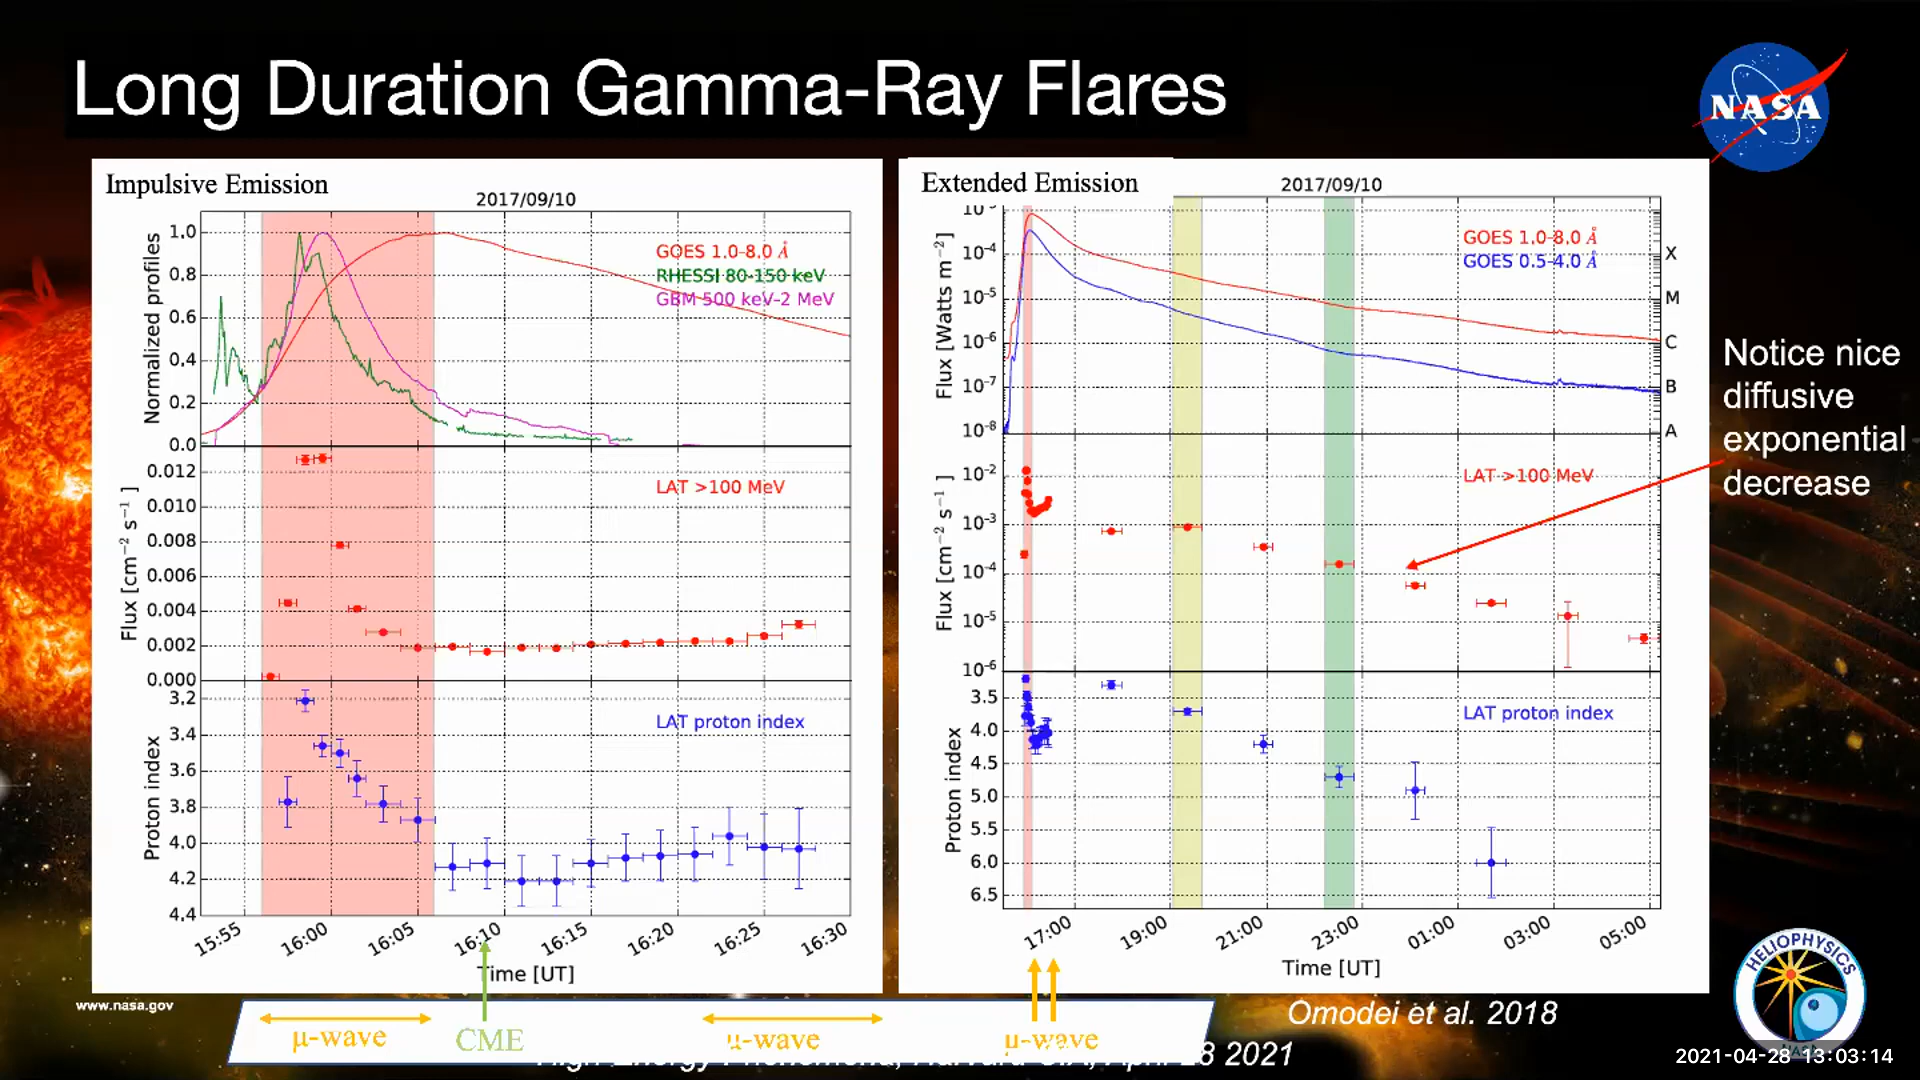 Long Duration Gamma-Ray Flares
NASA
Impulsive Emission
2017/09/10
GOES 1.0-8.0 Å
RHESSI 80-150 keV
GBM 500 keV-2 MeV
Normalized profiles
1.0
0.8
0.6
0.4
0.2
0.0
LAT >100 MeV
Flux [cm⁻² s⁻¹]
0.012
0.010
0.008
0.006
0.004
0.002
0.000
LAT proton index
Proton index
3.2
3.4
3.6
3.8
4.0
4.2
4.4
15:55
16:00
16:05
16:10
16:15
16:20
16:25
16:30
Time [UT]
Extended Emission
2017/09/10
GOES 1.0-8.0 Å
GOES 0.5-4.0 Å
Flux [Watts m⁻²]
10⁻⁴
10⁻⁵
10⁻⁶
10⁻⁷
10⁻⁸
X
M
C
B
A
LAT >100 MeV
Flux [cm⁻² s⁻¹]
10⁻²
10⁻³
10⁻⁴
10⁻⁵
10⁻⁶
LAT proton index
Proton index
3.5
4.0
4.5
5.0
5.5
6.0
6.5
17:00
19:00
21:00
23:00
01:00
03:00
05:00
Time [UT]
Notice nice
diffusive
exponential
decrease
www.nasa.gov
μ-wave
CME
μ-wave
μ-wave
Omodei et al. 2018
2021
HELIOPHYSICS
NASA
2021-04-28 13:03:14